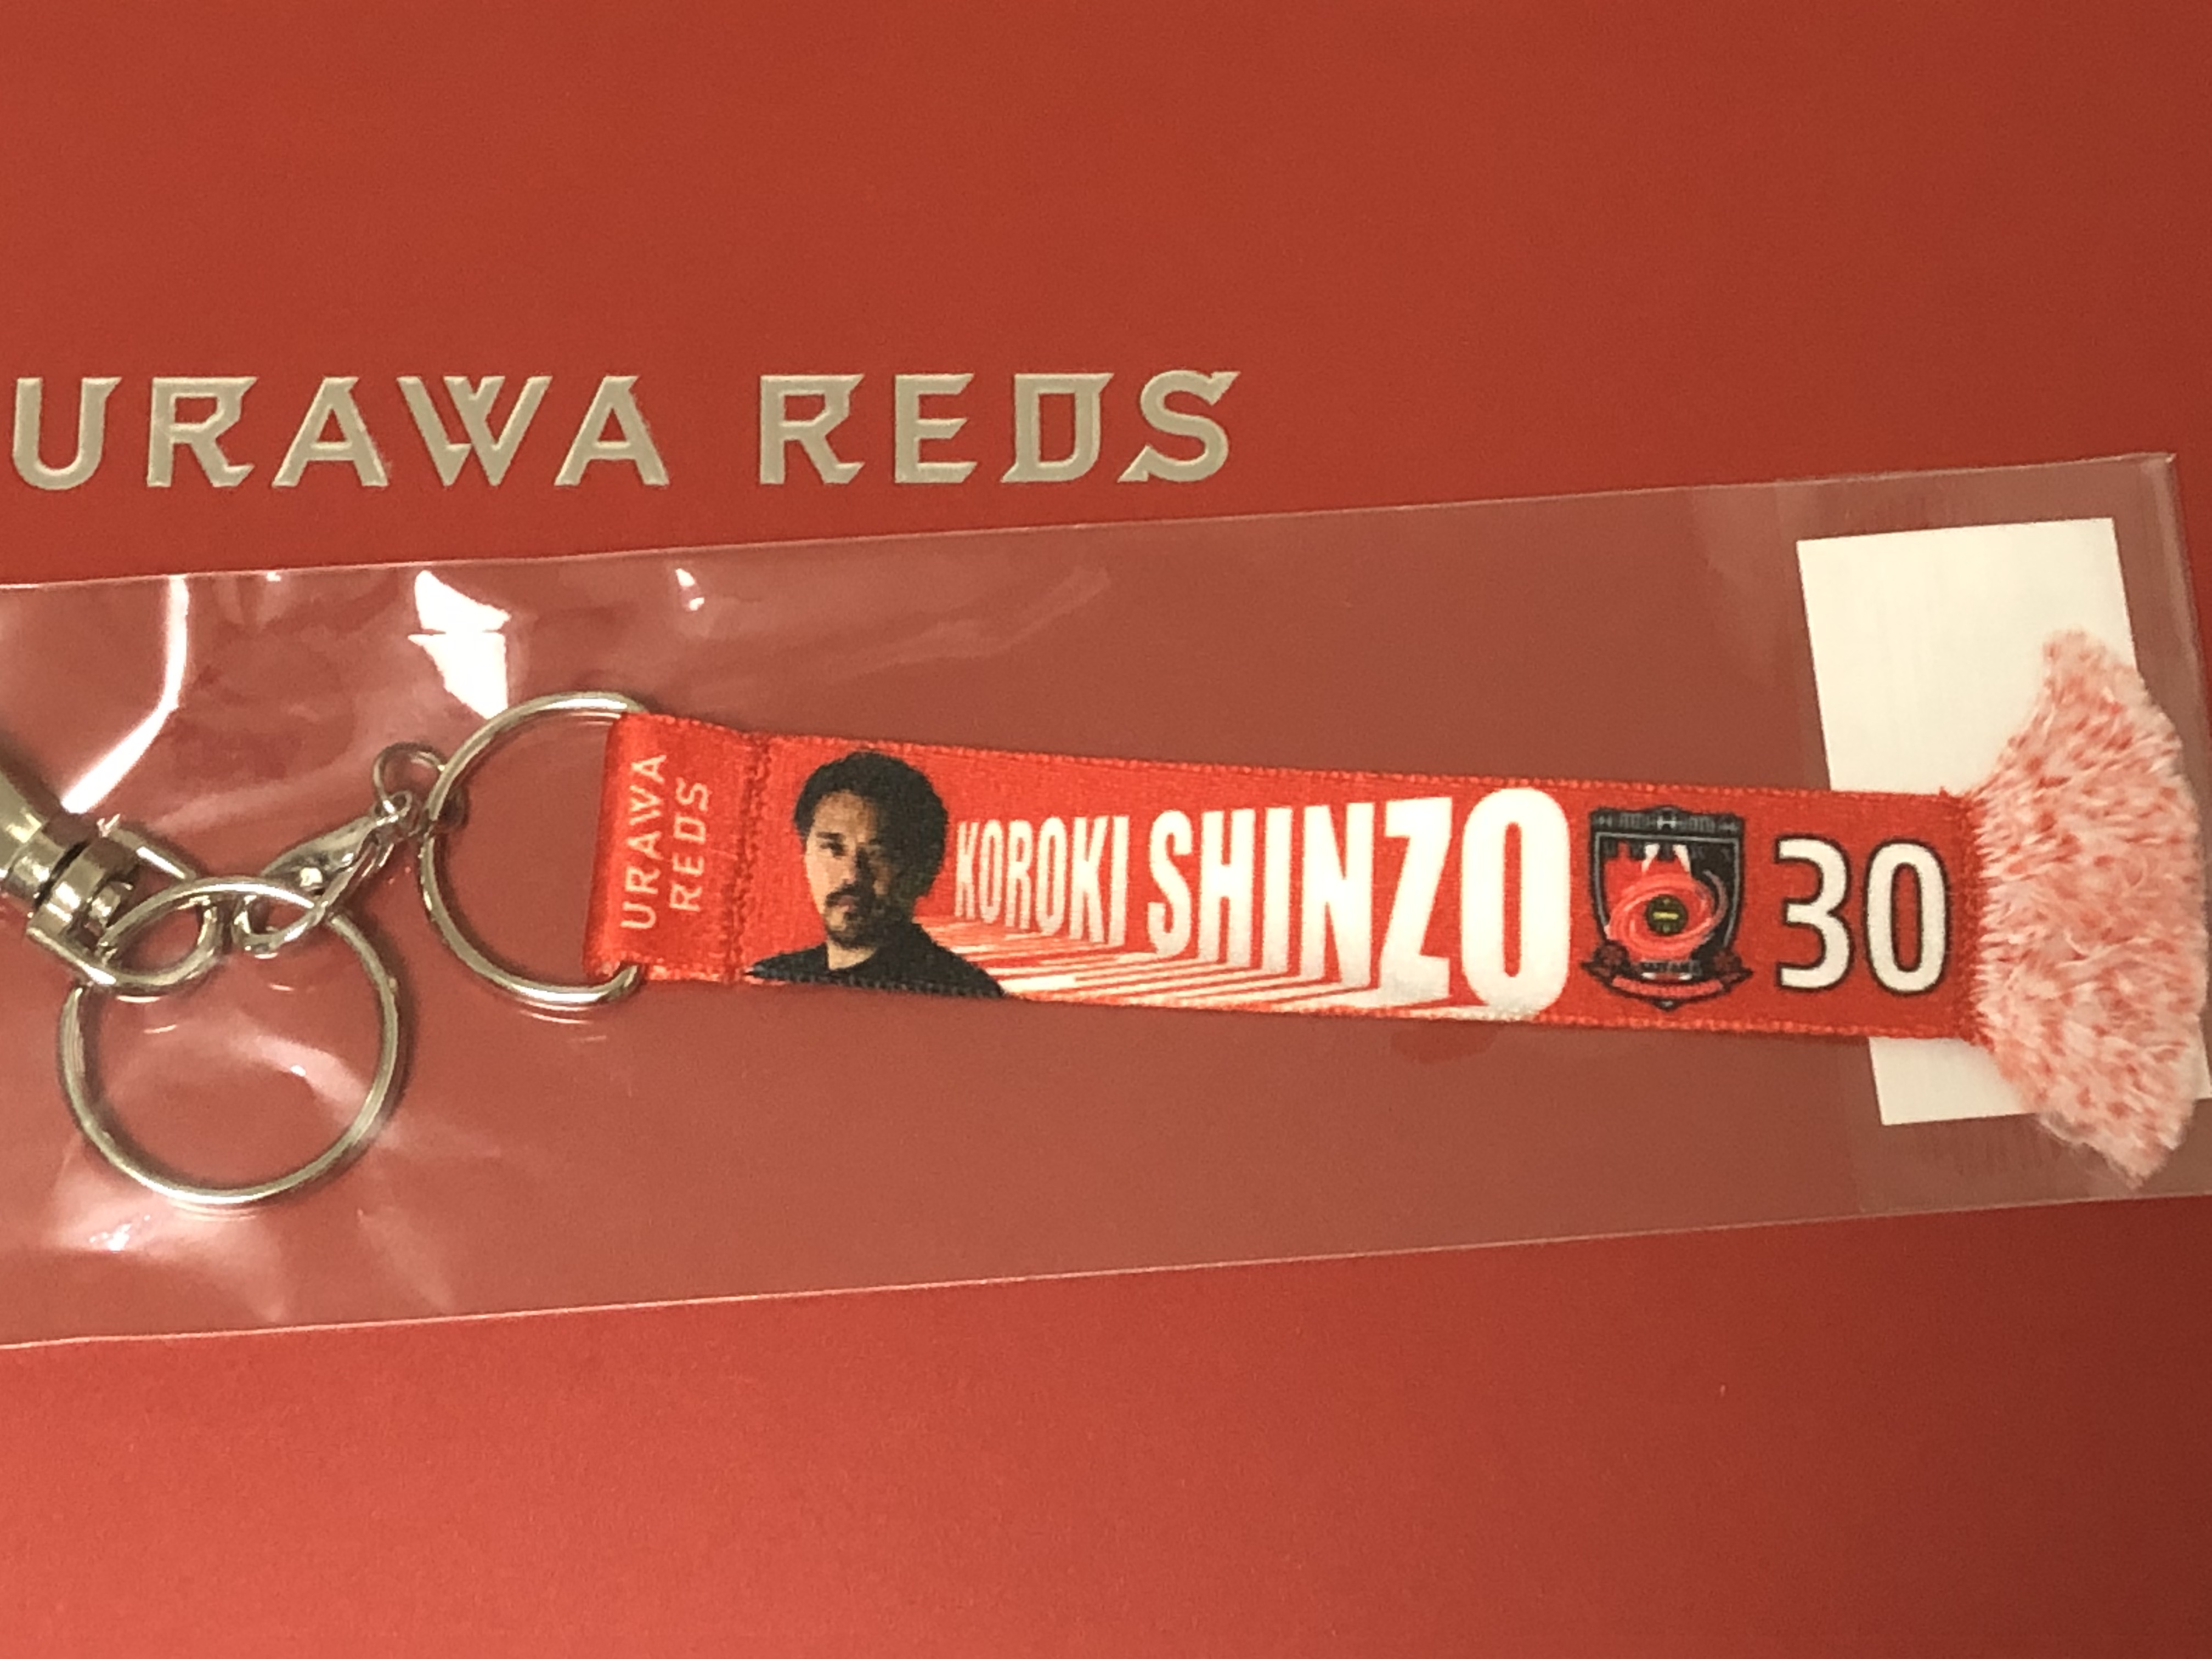 URAWA REDS
URAWA
REDS
KOROKI SHINZO
30